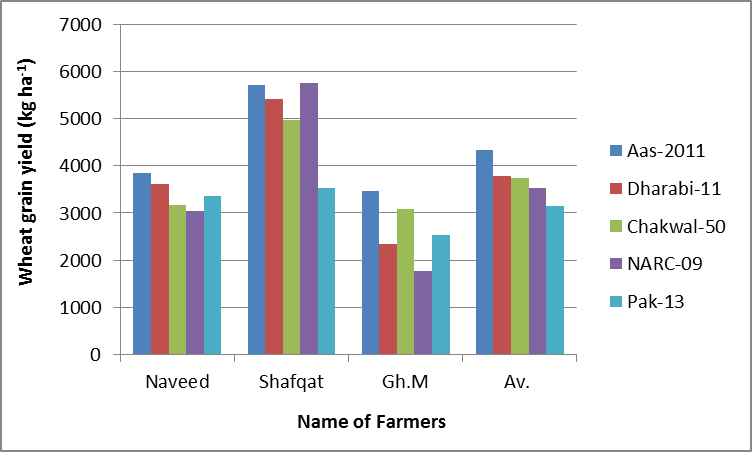 Wheat grain yield (kg ha-1)
7000
6000
5000
4000
3000
2000
1000
0
Naveed Shafqat Gh.M Av.
Name of Farmers
Aas-2011
Dharabi-11
Chakwal-50
NARC-09
Pak-13